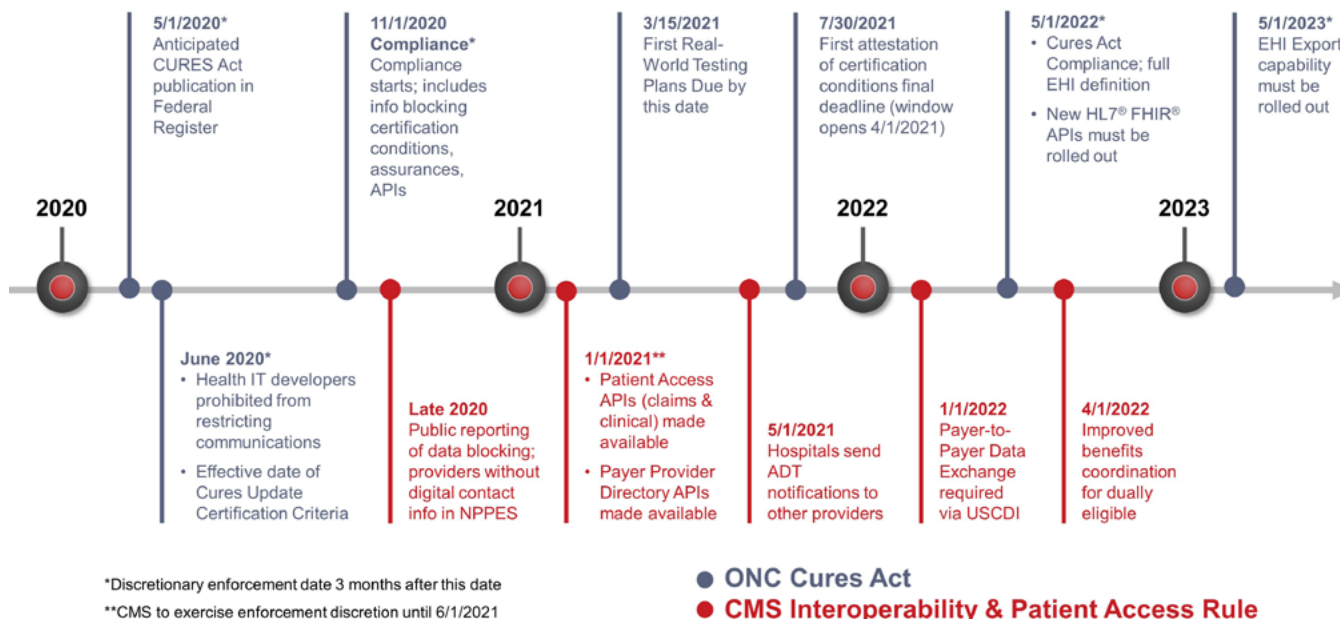 5/1/2020*
Anticipated
CURES Act
publication in
Federal
Register
11/1/2020
Compliance*
Compliance
starts; includes
info blocking
certification
conditions,
assurances,
APIs
3/15/2021
First Real-
World Testing
Plans Due by
this date
7/30/2021
First attestation
of certification
conditions final
deadline (window
opens 4/1/2021)
5/1/2022*
• Cures Act
Compliance; full
EHI definition
• New HL7® FHIR®
APIs must be
rolled out
5/1/2023*
EHI Export
capability
must be
rolled out
2020
2021
2022
2023
June 2020*
• Health IT developers
prohibited from
restricting
communications
• Effective date of
Cures Update
Certification Criteria
Late 2020
Public reporting
of data blocking;
providers without
digital contact
info in NPPES
1/1/2021**
• Patient Access
APIs (claims &
clinical) made
available
• Payer Provider
Directory APIs
made available
5/1/2021
Hospitals send
ADT
notifications to
other providers
1/1/2022
Payer-to-
Payer Data
Exchange
required
via USCDI
4/1/2022
Improved
benefits
coordination
for dually
eligible
*Discretionary enforcement date 3 months after this date
**CMS to exercise enforcement discretion until 6/1/2021
ONC Cures Act
CMS Interoperability & Patient Access Rule